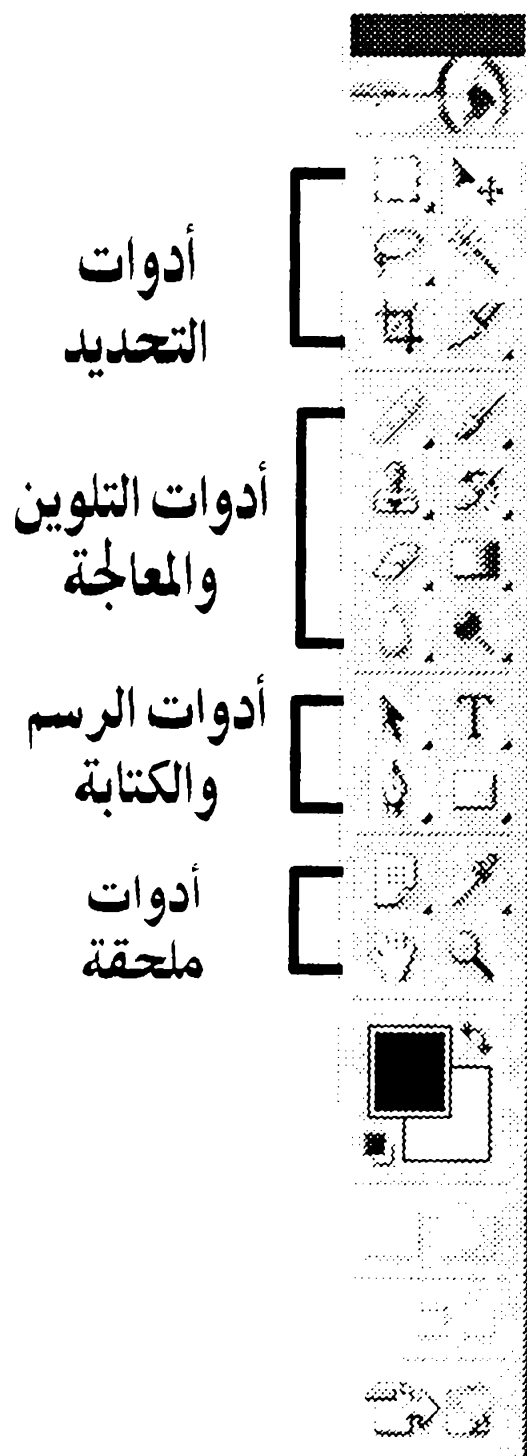 أدوات
التحديد
أدوات التلوين
والمعالجة
أدوات الرسم
والكتابة
أدوات
ملحقة